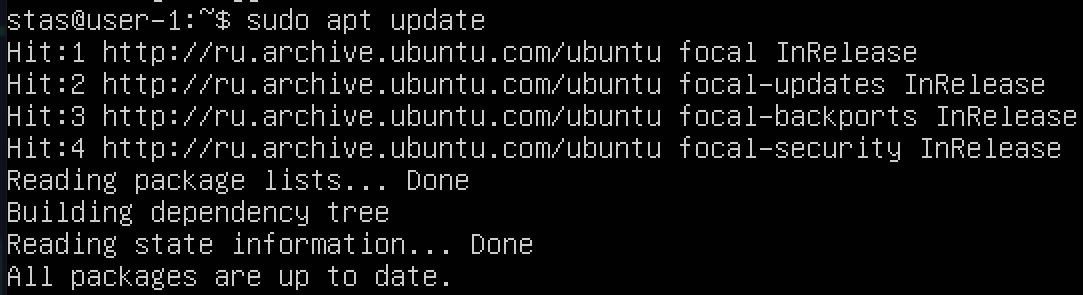 stas@user-1:~$ sudo apt update
Hit:1 http://ru.archive.ubuntu.com/ubuntu focal InRelease
Hit:2 http://ru.archive.ubuntu.com/ubuntu focal-updates InRelease
Hit:3 http://ru.archive.ubuntu.com/ubuntu focal-backports InRelease
Hit:4 http://ru.archive.ubuntu.com/ubuntu focal-security InRelease
Reading package lists... Done
Building dependency tree
Reading state information... Done
All packages are up to date.